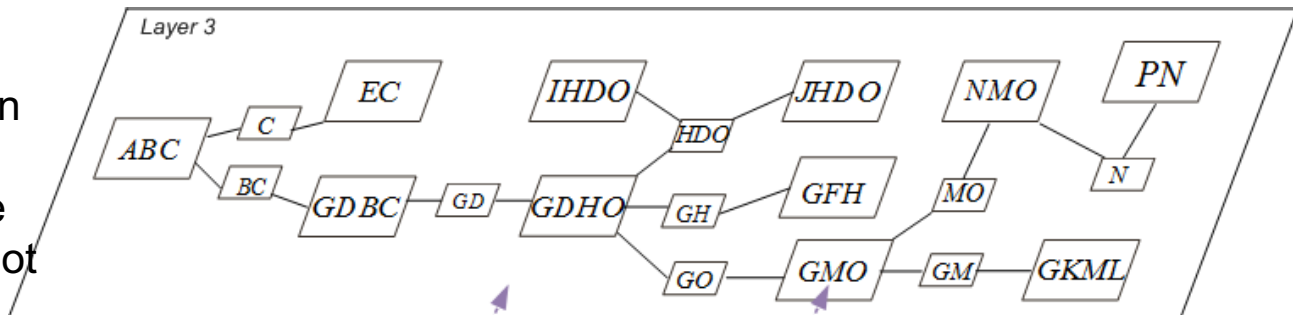 Layer 3
n
e
ot
EC
IHDO
JHDO
NMO
PN
C
HDO
ABC
BC
GDBC
GD
GDHO
GH
GFH
MO
N
GO
GMO
GM
GKML